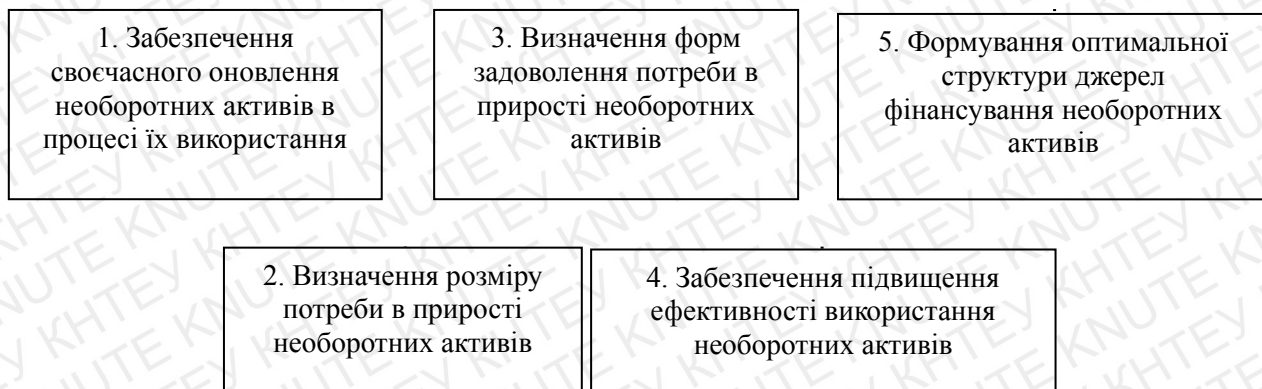 1. Забезпечення
своєчасного оновлення
необоротних активів в
процесі їх використання
3. Визначення форм
задоволення потреби в
прирості необоротних
активів
5. Формування оптимальної
структури джерел
фінансування необоротних
активів
2. Визначення розміру
потреби в прирості
необоротних активів
4. Забезпечення підвищення
ефективності використання
необоротних активів